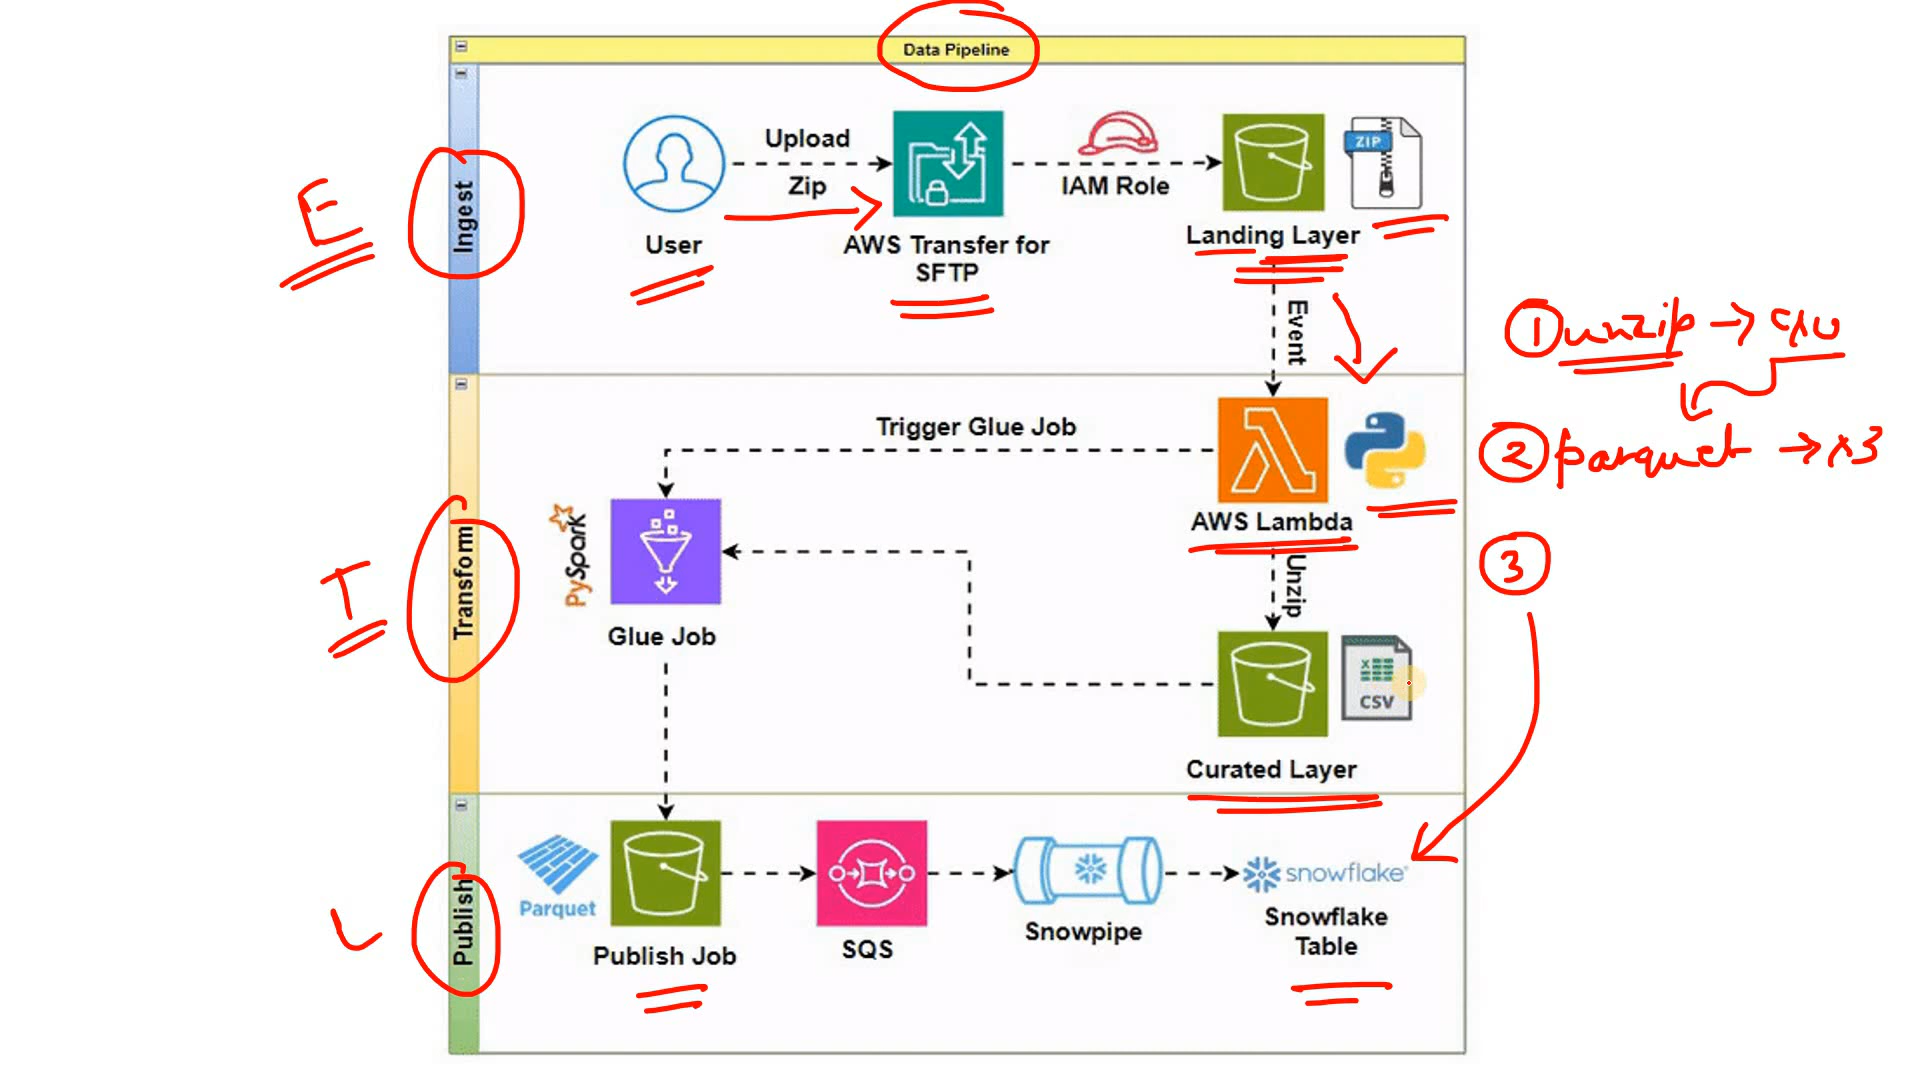 Data Pipeline
Ingest
E
User
Upload
Zip
AWS Transfer for
SFTP
IAM Role
ZIP
Landing Layer
Event
① unzip →
② parquet →
③
Transform
T
Trigger Glue Job
AWS Lambda
PySpark
Glue Job
Unzip
X
CSV
Curated Layer
Publish
L
Parquet
Publish Job
SQS
Snowpipe
snowflake
Snowflake
Table